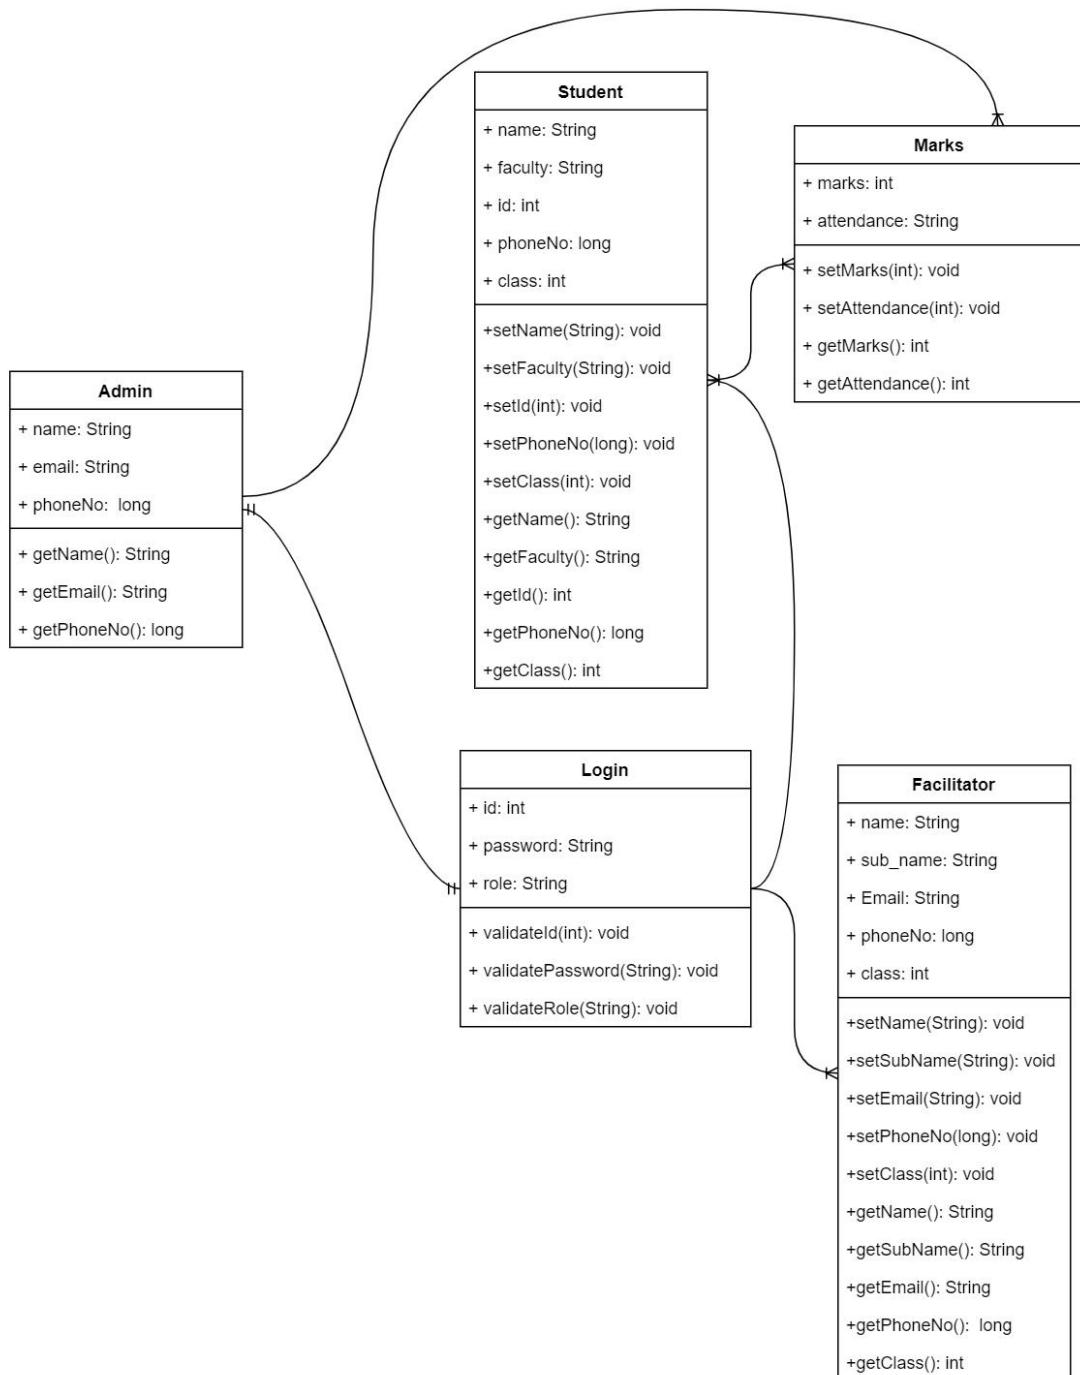 Student
+ name: String
+ faculty: String
+ id: int
+ phoneNo: long
+ class: int
+setName(String): void
+setFaculty(String): void
+setId(int): void
+setPhoneNo(long): void
+setClass(int): void
+getName(): String
+getFaculty(): String
+getId(): int
+getPhoneNo(): long
+getClass(): int
Marks
+ marks: int
+ attendance: String
+ setMarks(int): void
+ setAttendance(int): void
+ getMarks(): int
+ getAttendance(): int
Admin
+ name: String
+ email: String
+ phoneNo:  long
+ getName(): String
+ getEmail(): String
+ getPhoneNo(): long
Login
+ id: int
+ password: String
+ role: String
+ validateId(int): void
+ validatePassword(String): void
+ validateRole(String): void
Facilitator
+ name: String
+ sub_name: String
+ Email: String
+ phoneNo: long
+ class: int
+setName(String): void
+setSubName(String): void
+setEmail(String): void
+setPhoneNo(long): void
+setClass(int): void
+getName(): String
+getSubName(): String
+getEmail(): String
+getPhoneNo():  long
+getClass(): int